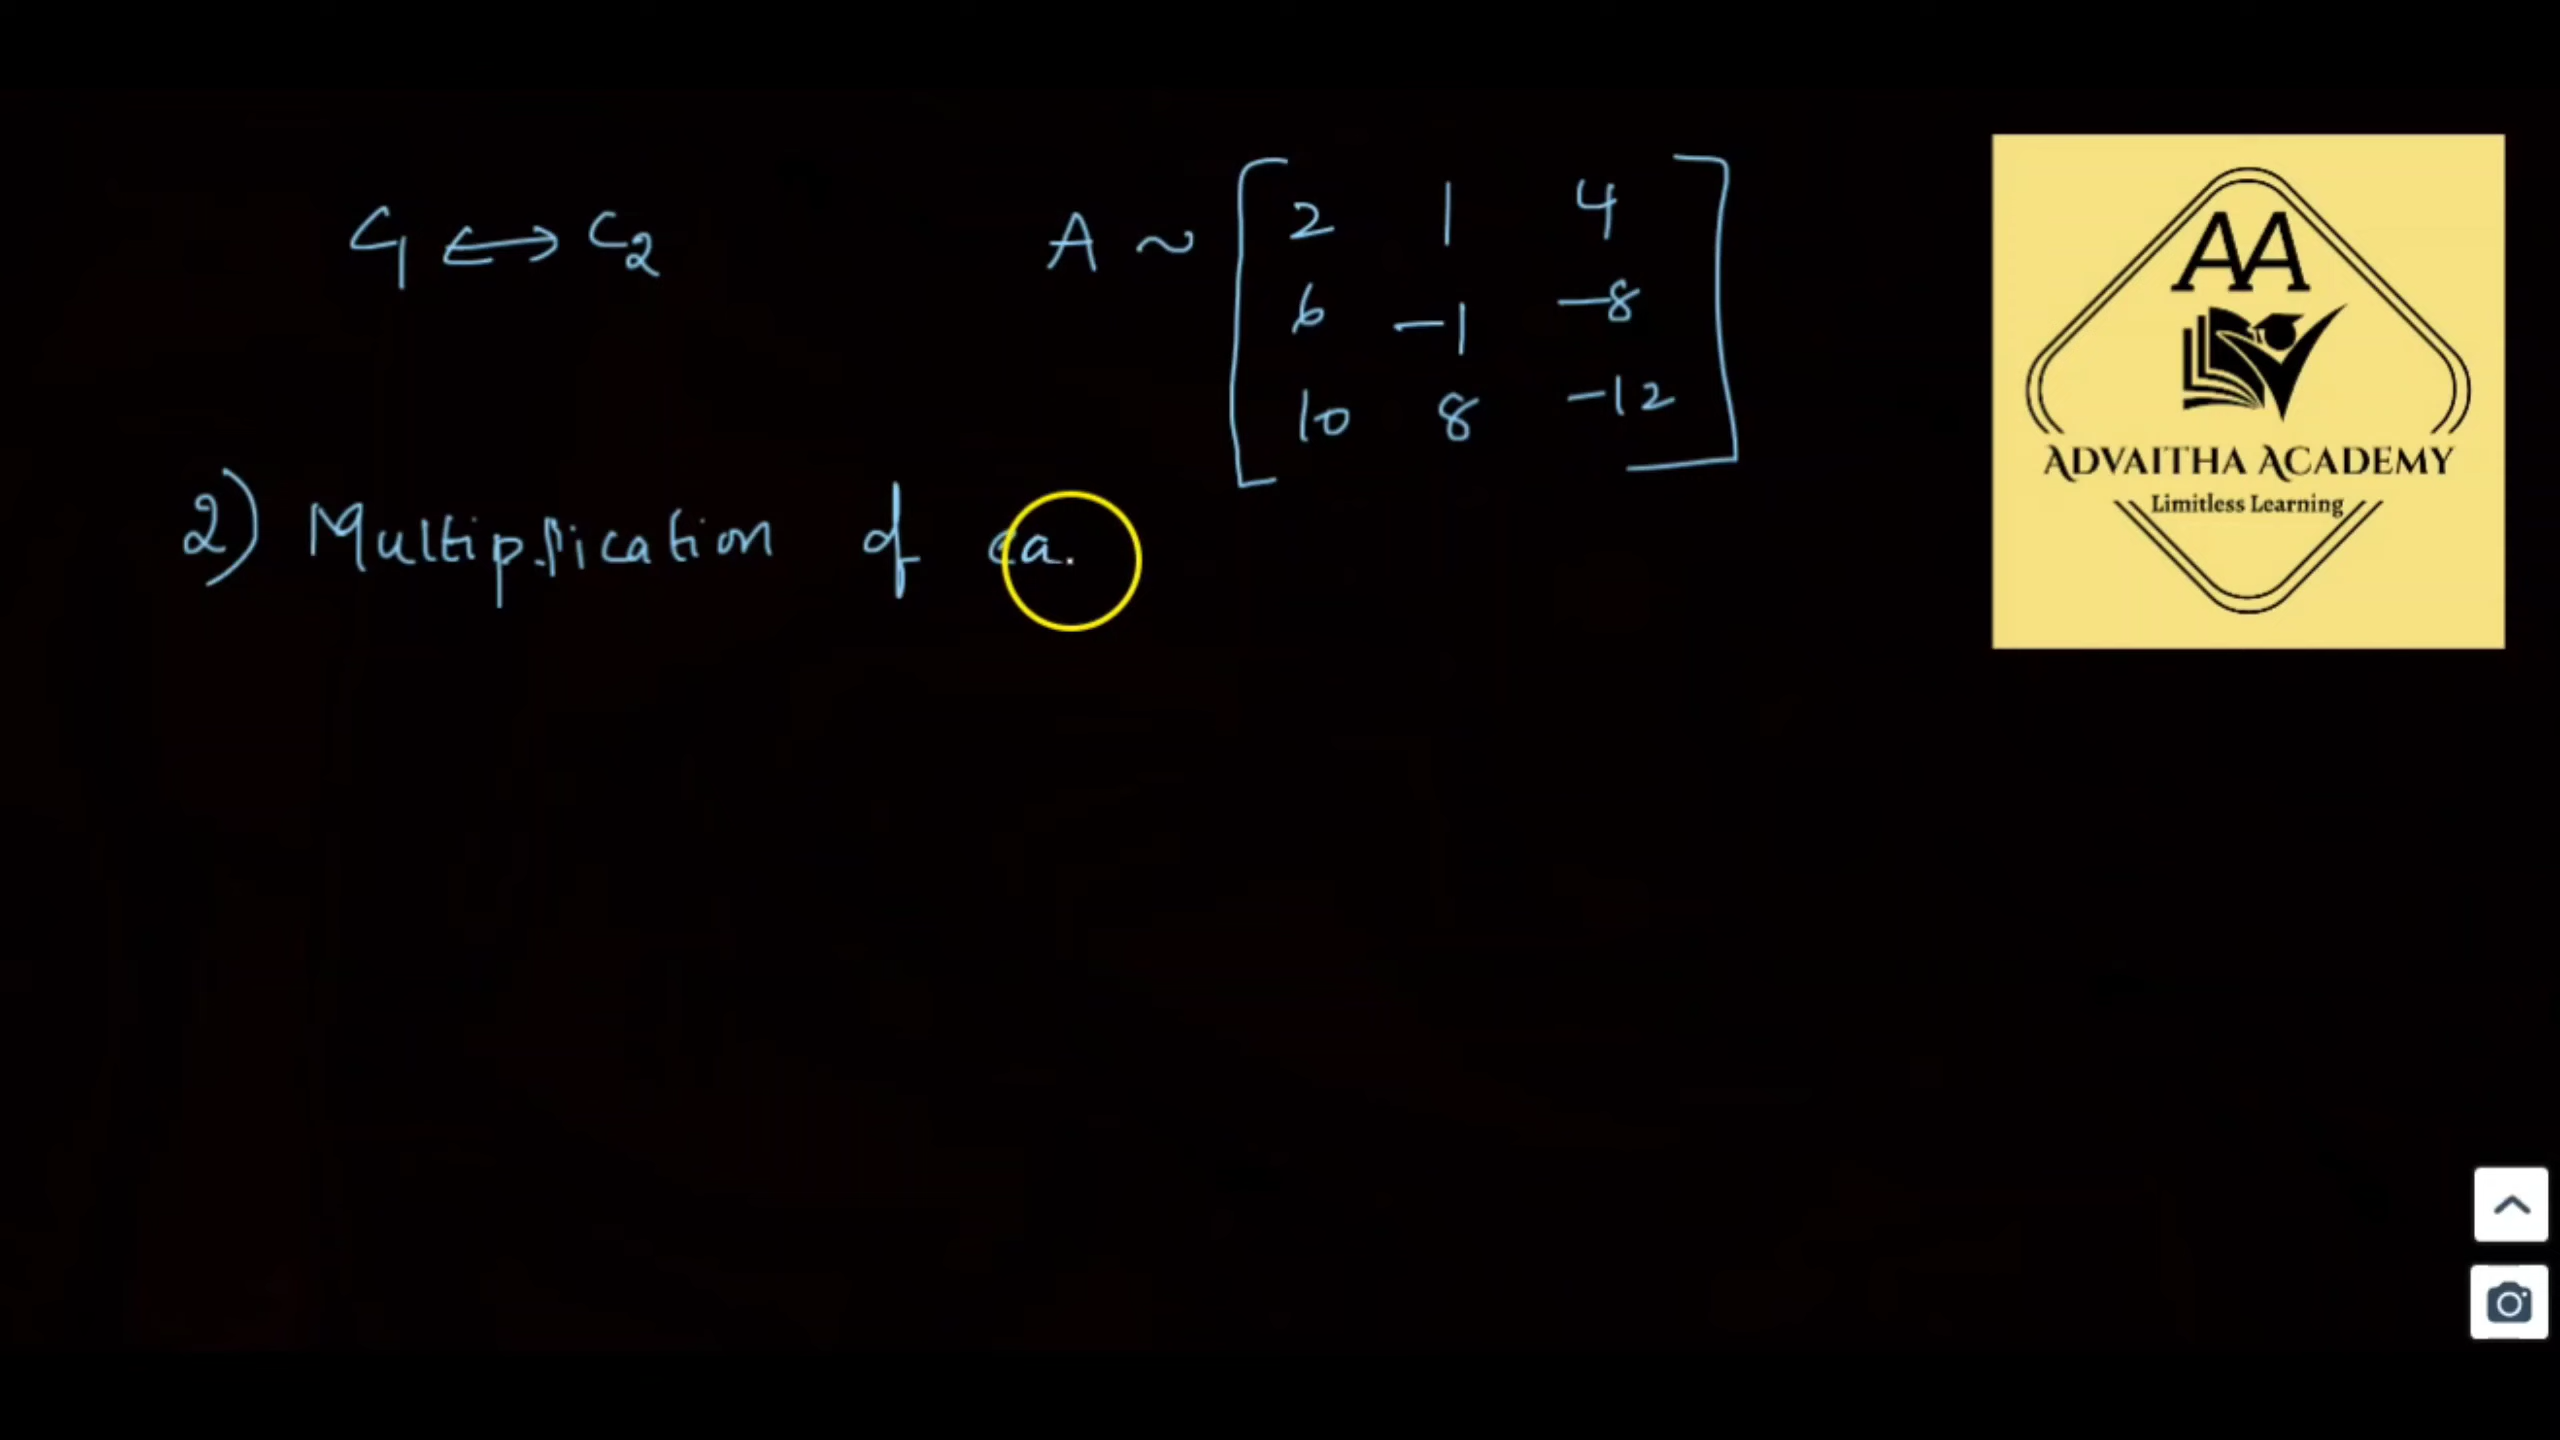 C1 ↔ C2
A ~ [ 2 1 4
6 -1 -8
10 8 -12 ]
2) Multiplication of ea.
AA
ADVAITHA ACADEMY
Limitless Learning